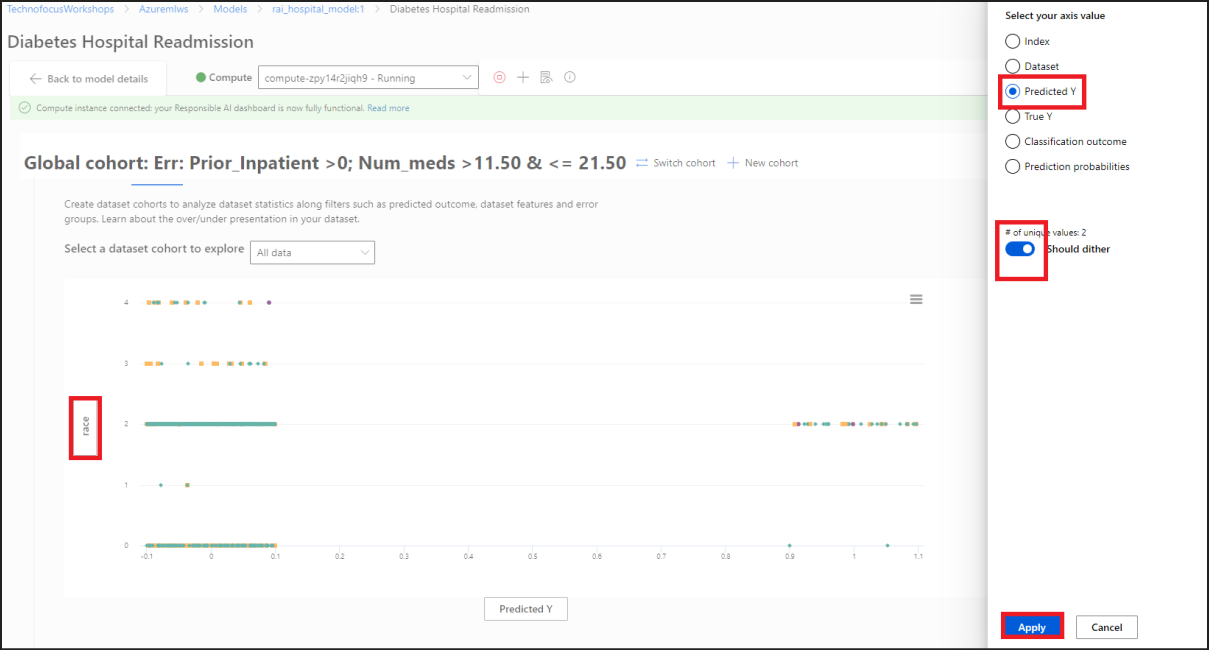 TechnofocusWorkshops > Azuremlws > Models > rai_hospital_model:1 > Diabetes Hospital Readmission
Diabetes Hospital Readmission
Back to model details
Compute compute-zpy14r2jiqh9 - Running
Compute instance connected: your Responsible AI dashboard is now fully functional. Read more
Global cohort: Err: Prior_Inpatient >0; Num_meds >11.50 & <= 21.50 Switch cohort New cohort
Create dataset cohorts to analyze dataset statistics along filters such as predicted outcome, dataset features and error
groups. Learn about the over/under presentation in your dataset.
Select a dataset cohort to explore All data
4
3
race
2
1
0
-0.1 0 0.1 0.2 0.3 0.4 0.5 0.6 0.7 0.8 0.9 1 1.1
Predicted Y
Select your axis value
Index
Dataset
Predicted Y
True Y
Classification outcome
Prediction probabilities
# of unique values: 2
Should dither
Apply Cancel